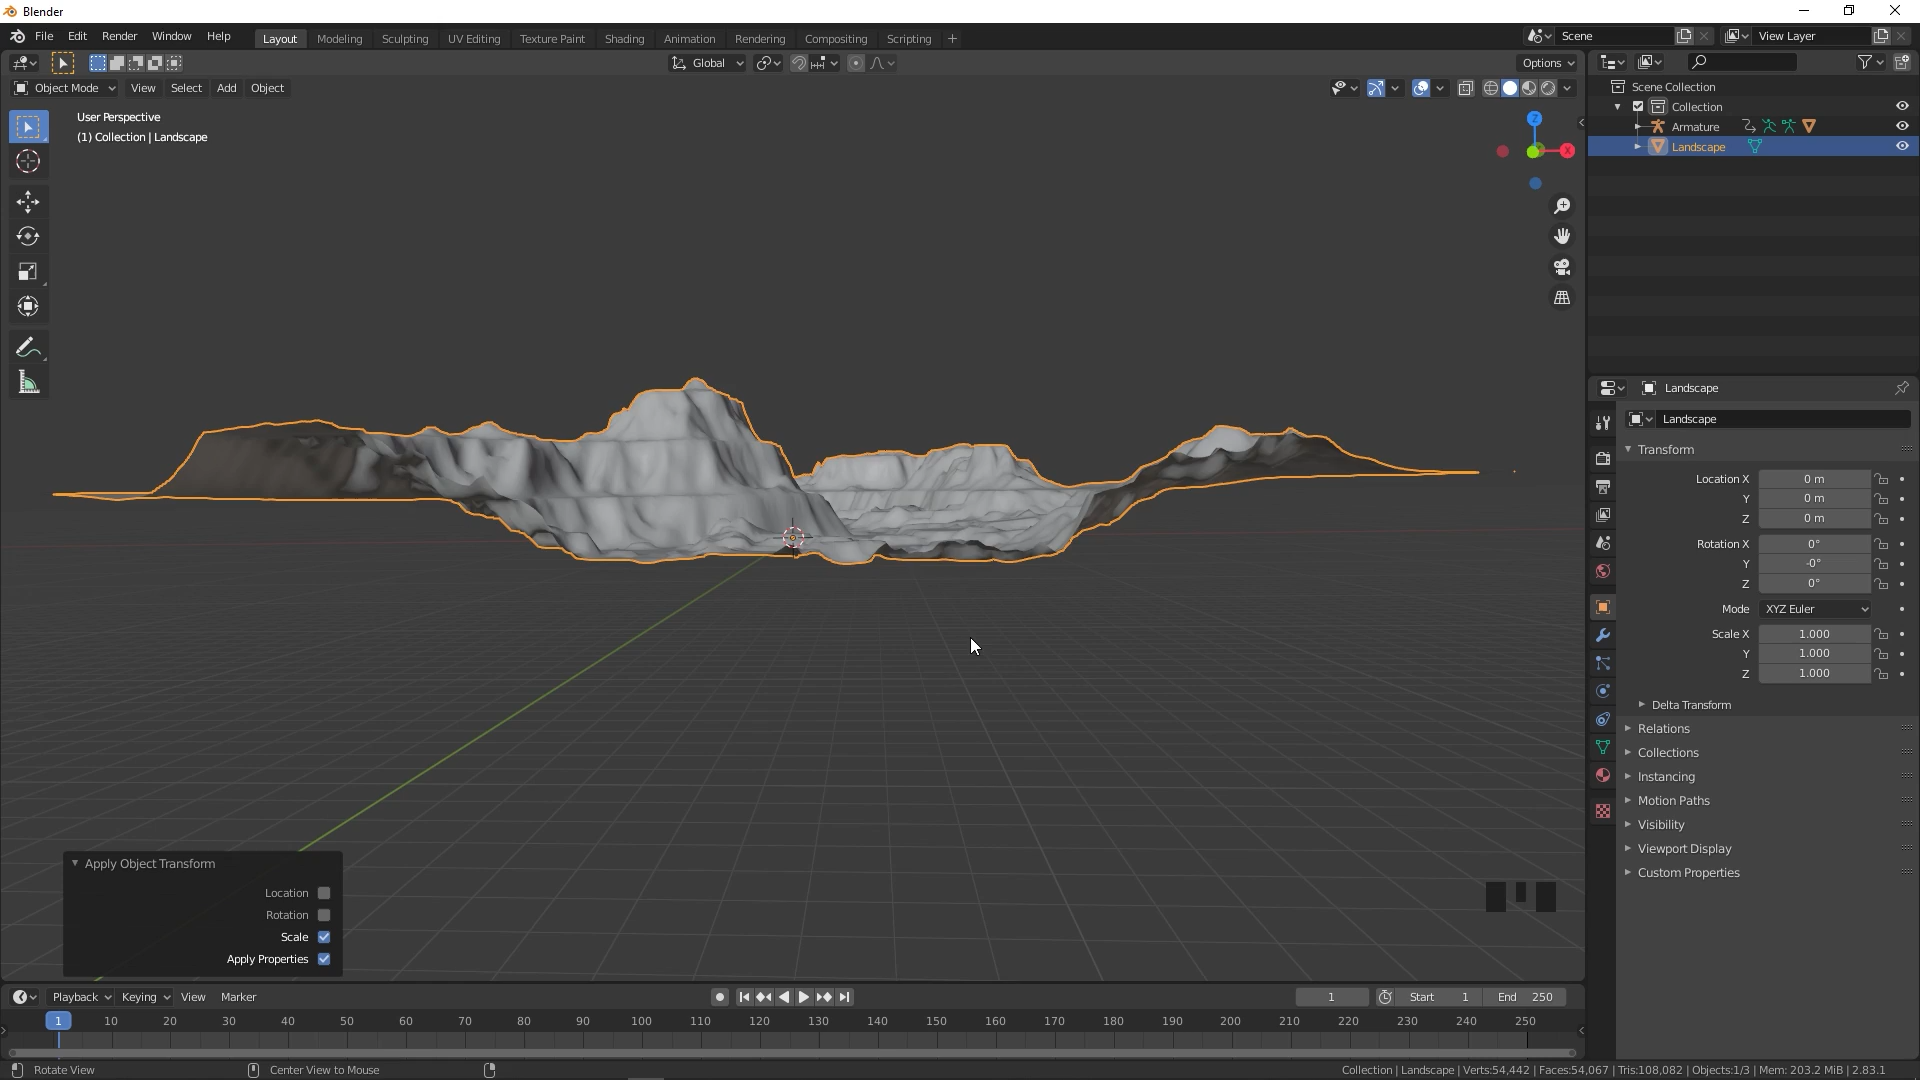 Blender
File Edit Render Window Help Layout Modeling Sculpting UV Editing Texture Paint Shading Animation Rendering Compositing Scripting + Scene View Layer
Global Options
Object Mode View Select Add Object
User Perspective
(1) Collection | Landscape
Z
X
Scene Collection
Collection
Armature
Landscape
Landscape
Landscape
Transform
Location X 0 m
Y 0 m
Z 0 m
Rotation X 0°
Y -0°
Z 0°
Mode XYZ Euler
Scale X 1.000
Y 1.000
Z 1.000
Delta Transform
Relations
Collections
Instancing
Motion Paths
Visibility
Viewport Display
Custom Properties
Apply Object Transform
Location
Rotation
Scale
Apply Properties
Playback Keying View Marker 1 Start 1 End 250
1 10 20 30 40 50 60 70 80 90 100 110 120 130 140 150 160 170 180 190 200 210 220 230 240 250
Rotate View Center View to Mouse Collection | Landscape | Verts:54,442 | Faces:54,067 | Tris:108,082 | Objects:1/3 | Mem: 203.2 MiB | 2.83.1